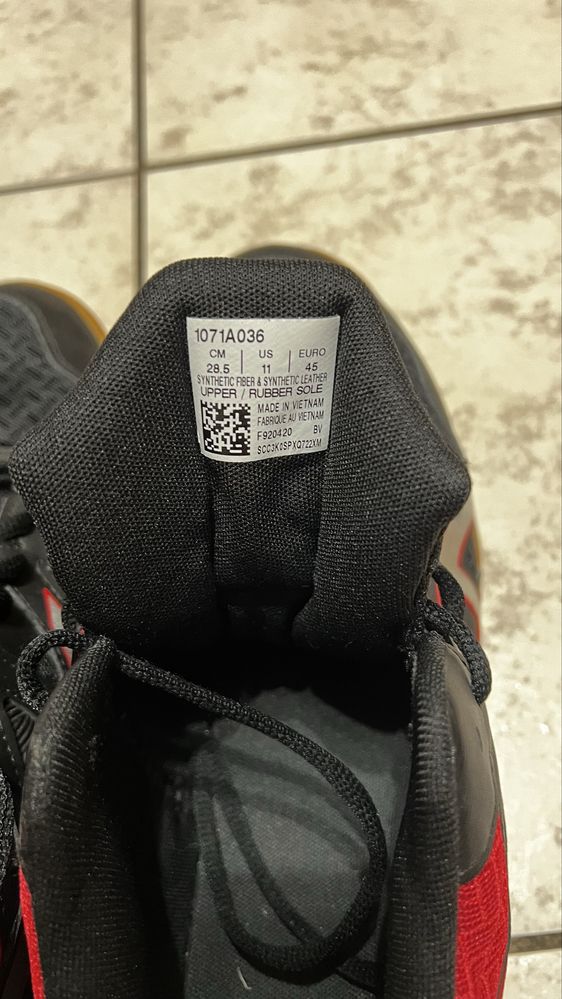 1071A036
CM | US | EURO
28.5 | 11 | 45
SYNTHETIC FIBER & SYNTHETIC LEATHER
UPPER / RUBBER SOLE
MADE IN VIETNAM
FABRIQUE AU VIETNAM
F920420 BV
SCC3K0SPXQ722XM